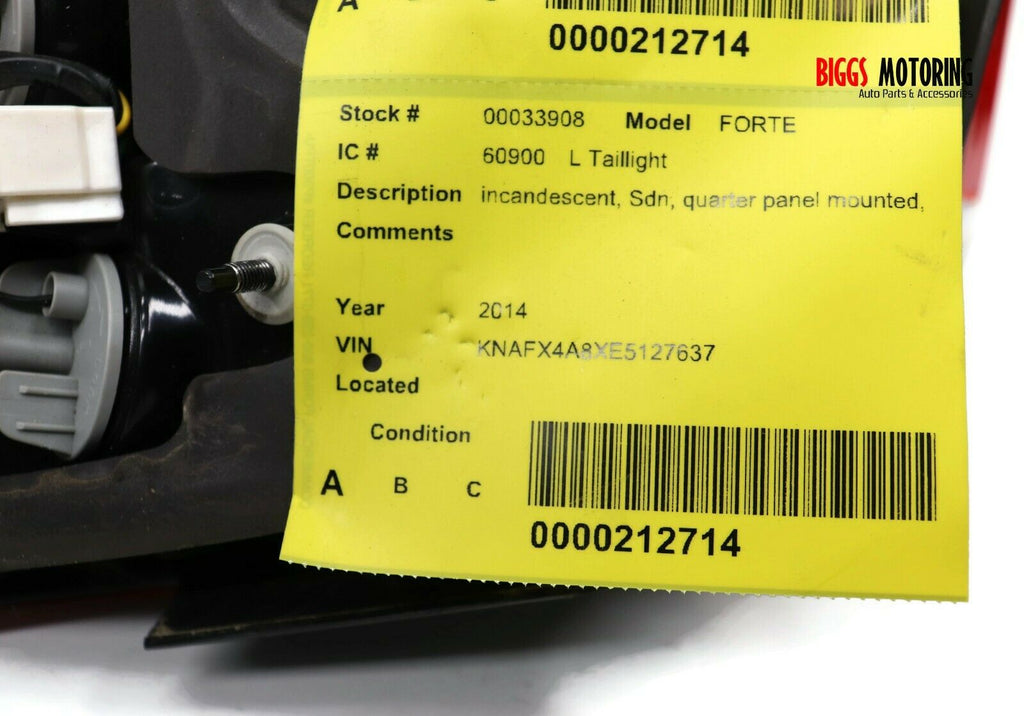 A
0000212714
BIGGS MOTORING
Auto Parts & Accessories
Stock # 00033908 Model FORTE
IC # 60900 L Taillight
Description incandescent, Sdn, quarter panel mounted,
Comments
Year 2014
VIN KNAFX4A8XE5127637
Located
Condition
A B C
0000212714